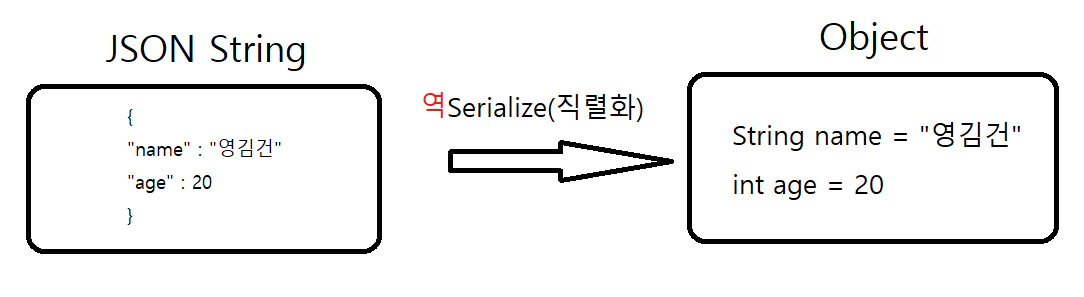 JSON String
{
"name" : "영김건"
"age" : 20
}
역Serialize(직렬화)
Object
String name = "영김건"
int age = 20